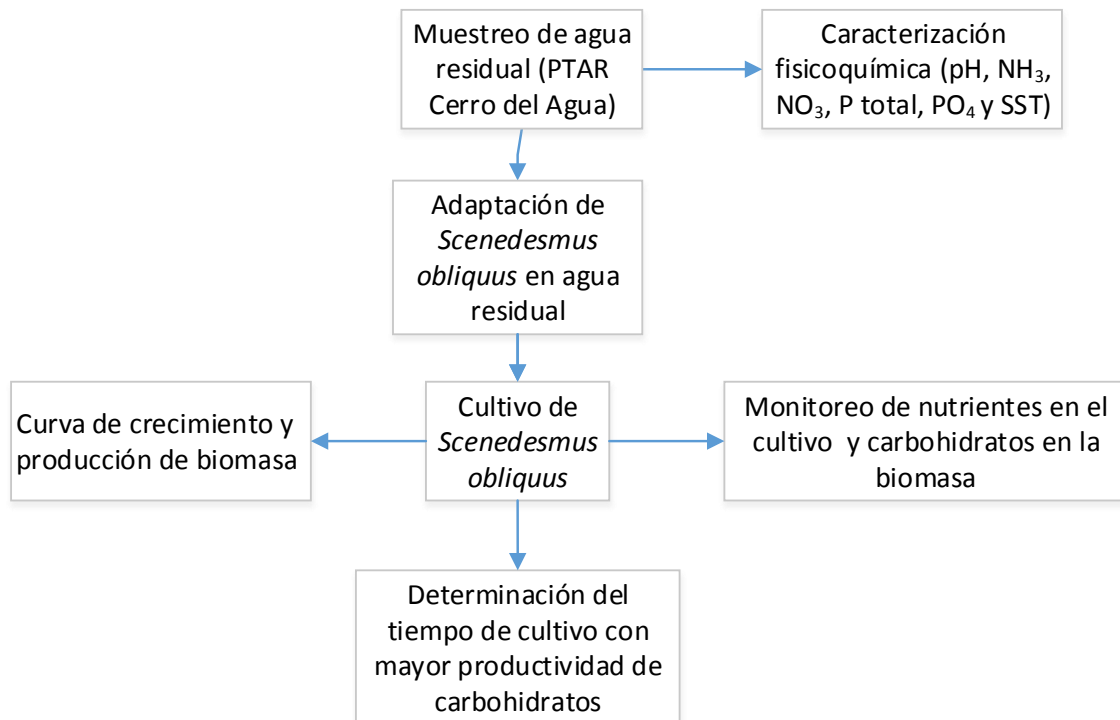 Muestreo de agua
residual (PTAR
Cerro del Agua)
Caracterización
fisicoquímica (pH, NH₃,
NO₃, P total, PO₄ y SST)
Adaptación de
Scenedesmus
obliquus en agua
residual
Curva de crecimiento y
producción de biomasa
Cultivo de
Scenedesmus
obliquus
Monitoreo de nutrientes en el
cultivo y carbohidratos en la
biomasa
Determinación del
tiempo de cultivo con
mayor productividad de
carbohidratos